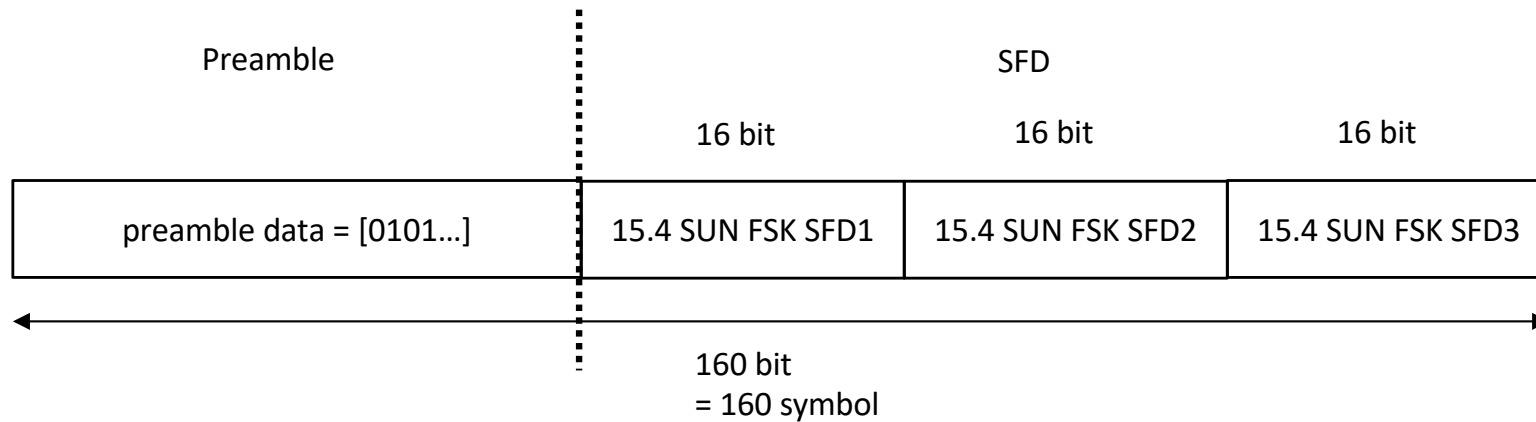 Preamble
SFD
16 bit
16 bit
16 bit
preamble data = [0101…]
15.4 SUN FSK SFD1
15.4 SUN FSK SFD2
15.4 SUN FSK SFD3
160 bit
= 160 symbol